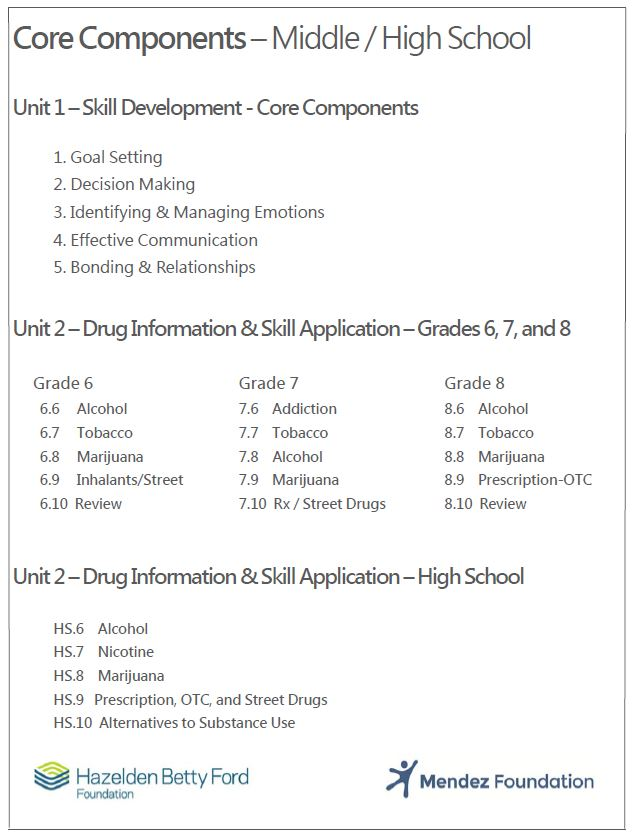 Core Components – Middle / High School
Unit 1 – Skill Development - Core Components
1. Goal Setting
2. Decision Making
3. Identifying & Managing Emotions
4. Effective Communication
5. Bonding & Relationships
Unit 2 – Drug Information & Skill Application – Grades 6, 7, and 8
Grade 6 Grade 7 Grade 8
6.6 Alcohol 7.6 Addiction 8.6 Alcohol
6.7 Tobacco 7.7 Tobacco 8.7 Tobacco
6.8 Marijuana 7.8 Alcohol 8.8 Marijuana
6.9 Inhalants/Street 7.9 Marijuana 8.9 Prescription-OTC
6.10 Review 7.10 Rx / Street Drugs 8.10 Review
Unit 2 – Drug Information & Skill Application – High School
HS.6 Alcohol
HS.7 Nicotine
HS.8 Marijuana
HS.9 Prescription, OTC, and Street Drugs
HS.10 Alternatives to Substance Use
Hazelden Betty Ford
Foundation
Mendez Foundation